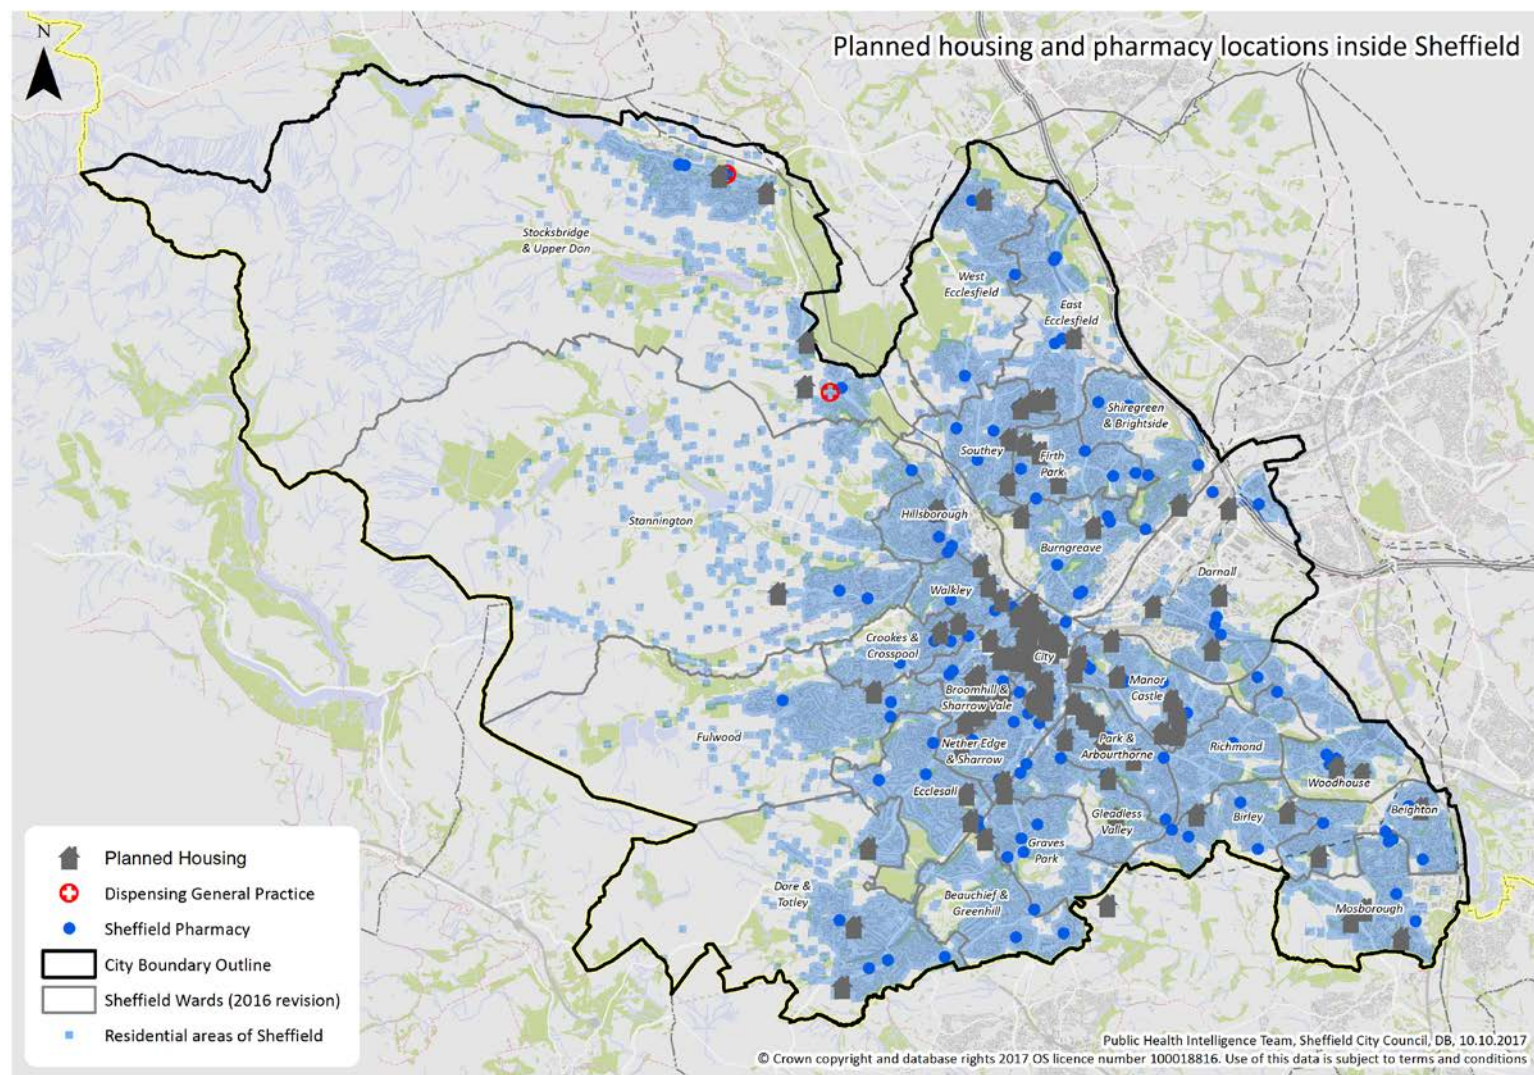 Planned housing and pharmacy locations inside Sheffield
N
Stocksbridge
& Upper Don
West
Ecclesfield
East
Ecclesfield
Shiregreen
& Brightside
Southey
Firth
Park
Hillsborough
Stannington
Burngreave
Darnall
Walkley
Crookes &
Crosspool
City
Manor
Castle
Broomhill &
Sharrow Vale
Fulwood
Nether Edge
& Sharrow
Park &
Arbourthorne
Richmond
Woodhouse
Ecclesall
Gleadless
Valley
Birley
Beighton
Graves
Park
Dore &
Totley
Beauchief &
Greenhill
Mosborough
Planned Housing
Dispensing General Practice
Sheffield Pharmacy
City Boundary Outline
Sheffield Wards (2016 revision)
Residential areas of Sheffield
Public Health Intelligence Team, Sheffield City Council, DB, 10.10.2017
© Crown copyright and database rights 2017 OS licence number 100018816. Use of this data is subject to terms and conditions